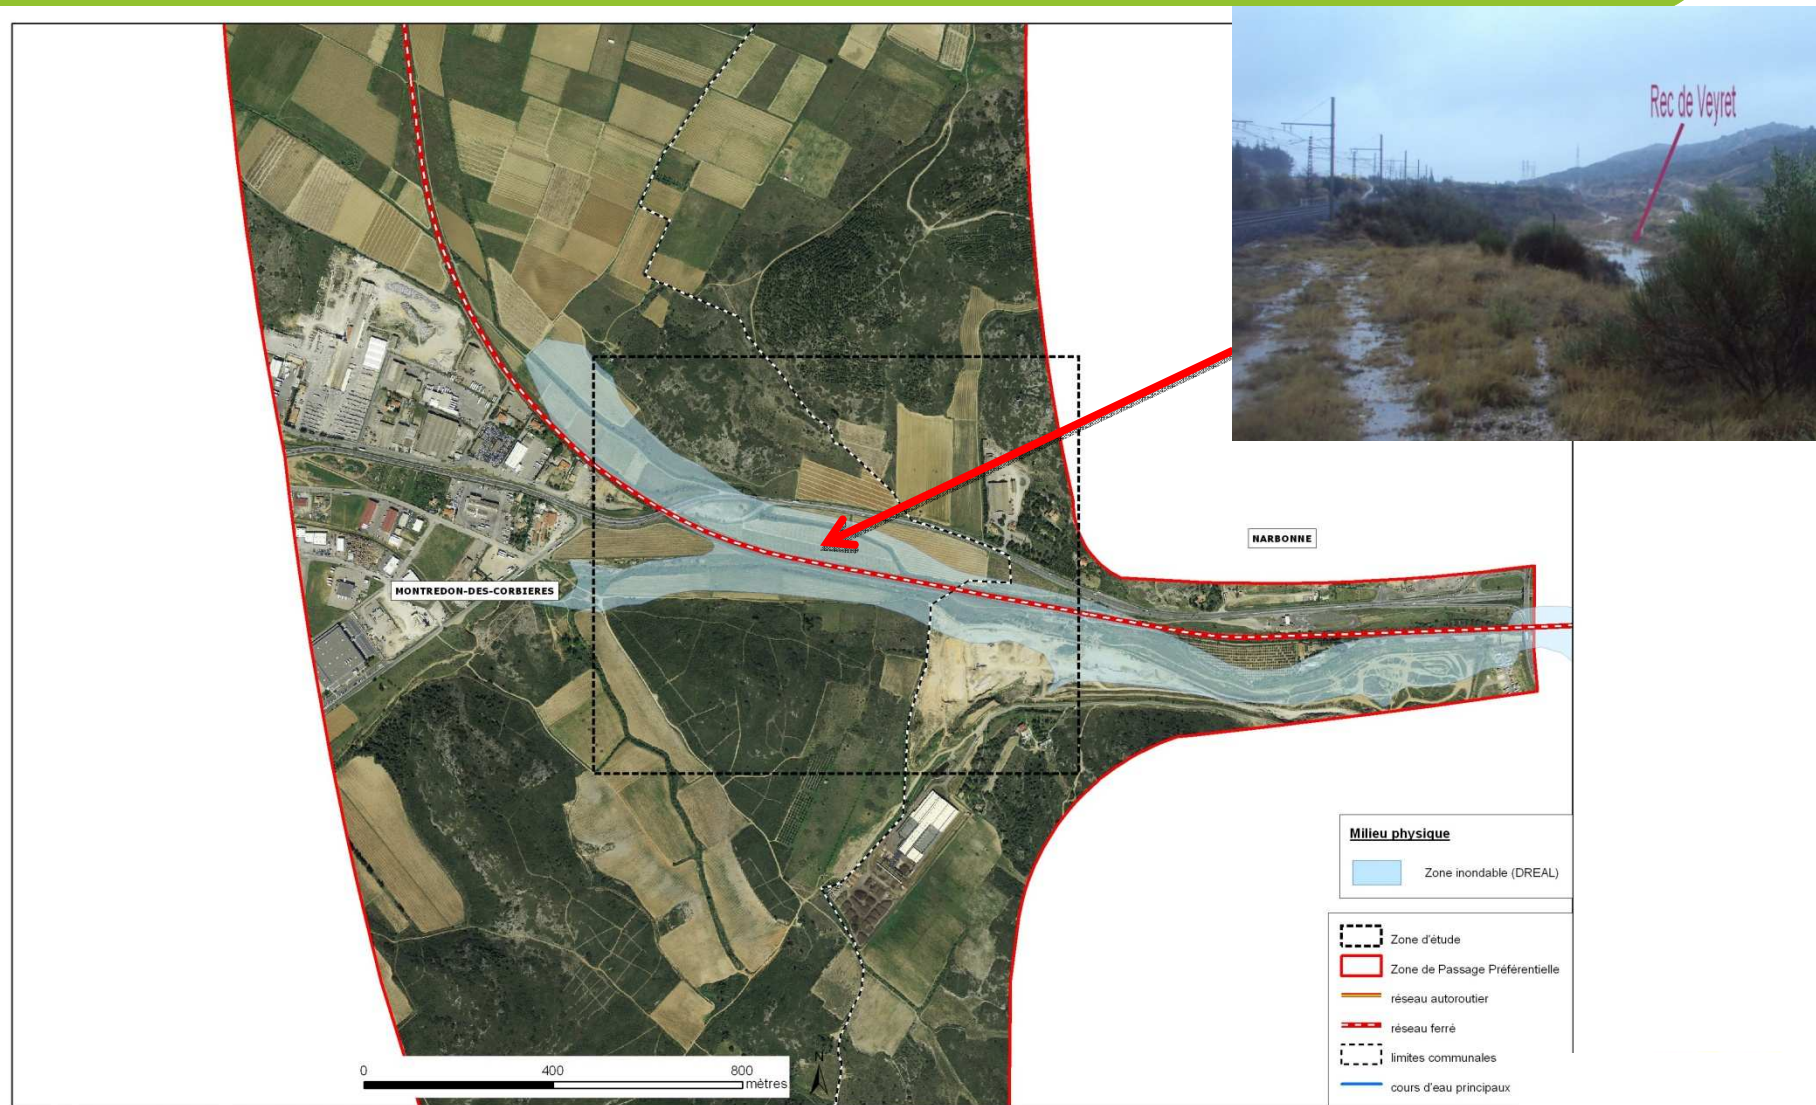 Rec de Veyret
NARBONNE
MONTREDON-DES-CORBIERES
Milieu physique
Zone inondable (DREAL)
Zone d'étude
Zone de Passage Préférentielle
réseau autoroutier
réseau ferré
limites communales
cours d'eau principaux
0 400 800
mètres
N